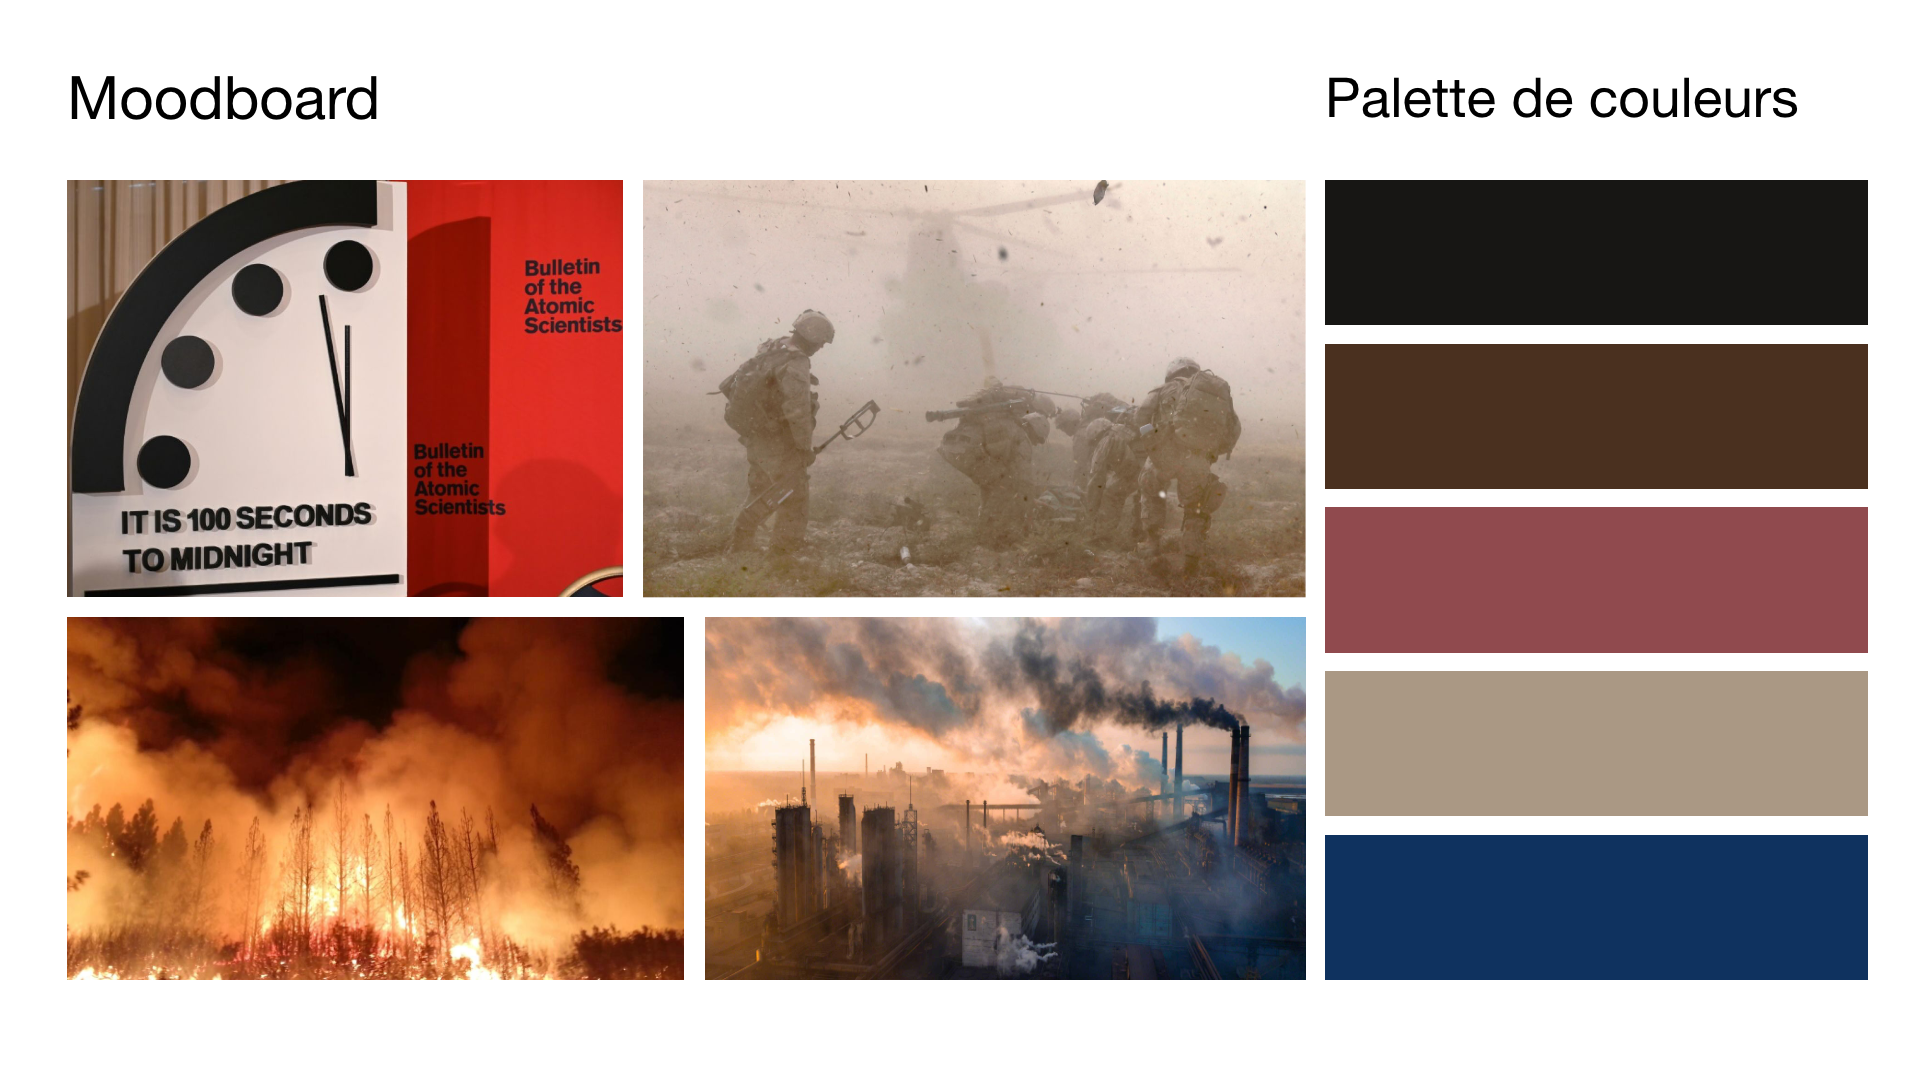 Moodboard
Palette de couleurs
Bulletin
of the
Atomic
Scientists
Bulletin
of the
Atomic
Scientists
IT IS 100 SECONDS
TO MIDNIGHT